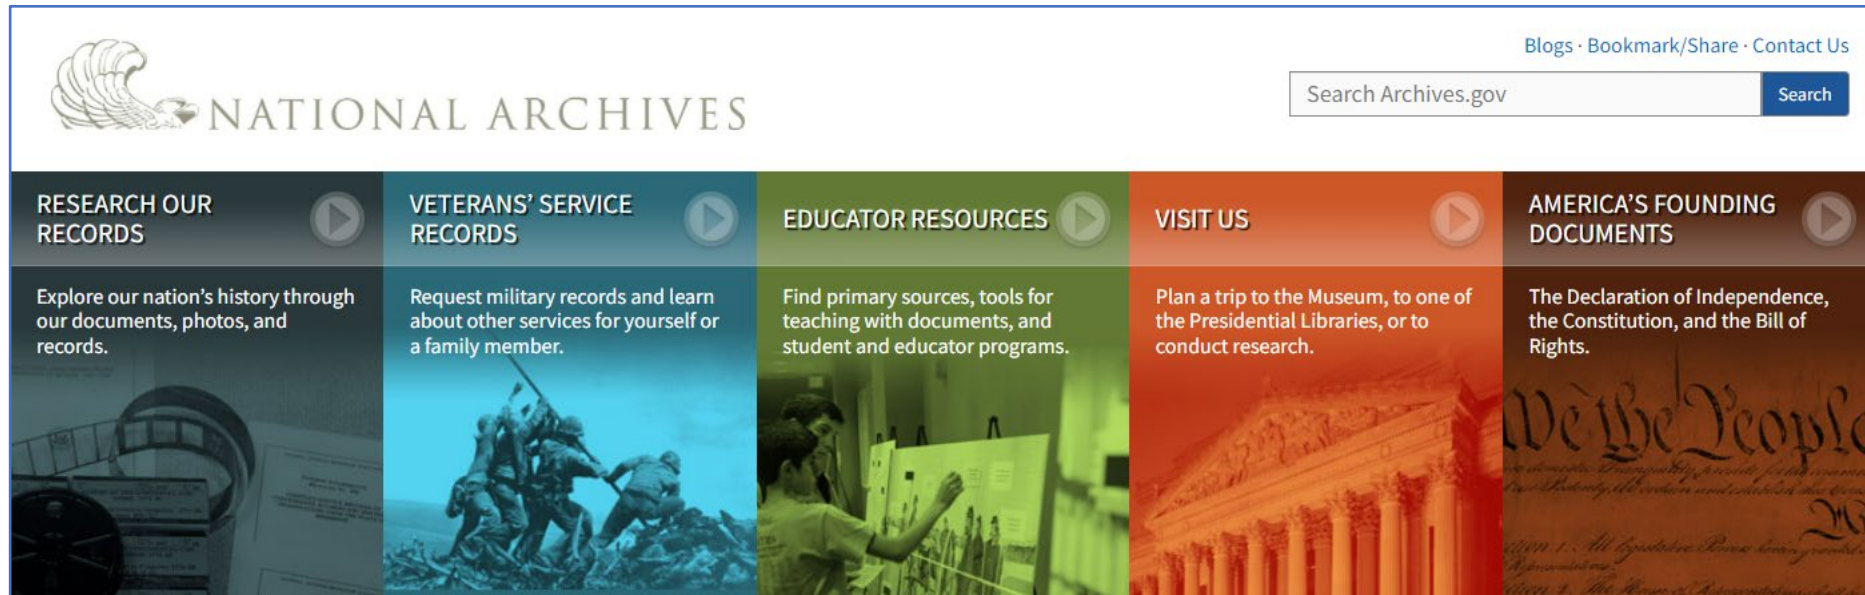 Blogs · Bookmark/Share · Contact Us
NATIONAL ARCHIVES
Search Archives.gov
Search
RESEARCH OUR
RECORDS
Explore our nation's history through
our documents, photos, and
records.
VETERANS' SERVICE
RECORDS
Request military records and learn
about other services for yourself or
a family member.
EDUCATOR RESOURCES
Find primary sources, tools for
teaching with documents, and
student and educator programs.
VISIT US
Plan a trip to the Museum, to one of
the Presidential Libraries, or to
conduct research.
AMERICA'S FOUNDING
DOCUMENTS
The Declaration of Independence,
the Constitution, and the Bill of
Rights.
We the People